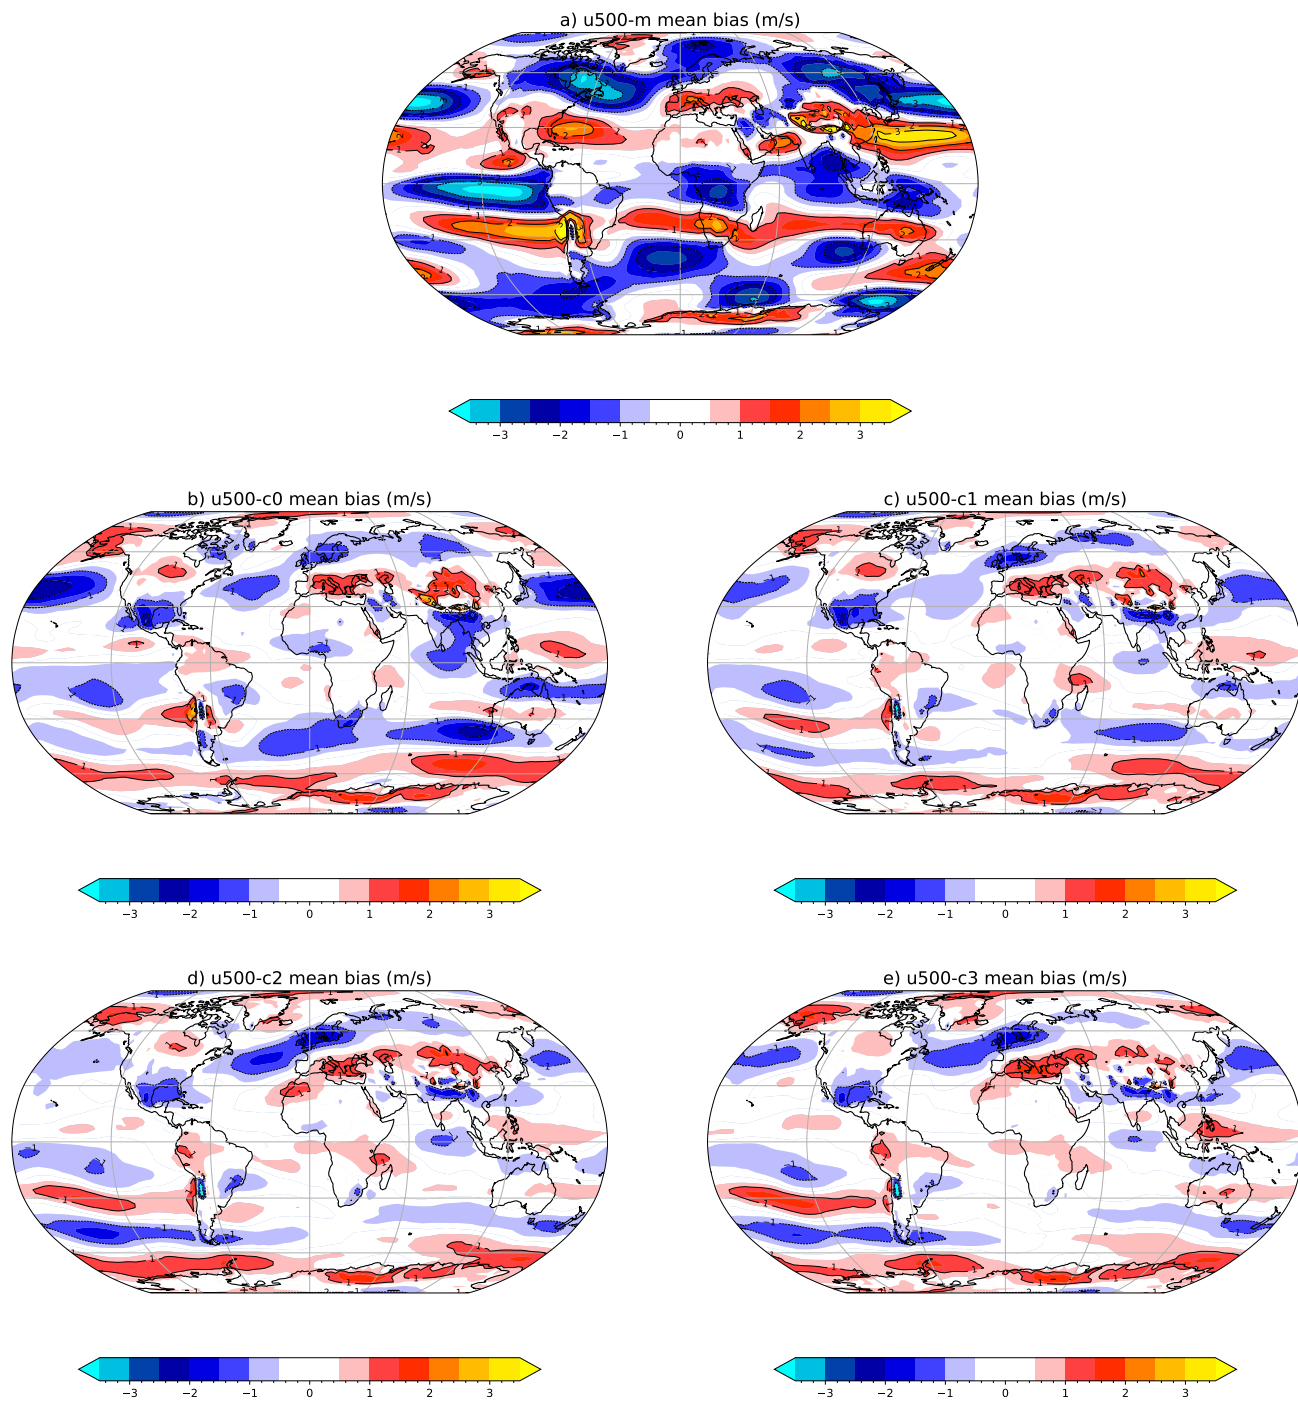 a) u500-m mean bias (m/s)
−3 −2 −1 0 1 2 3
b) u500-c0 mean bias (m/s)
c) u500-c1 mean bias (m/s)
−3 −2 −1 0 1 2 3
−3 −2 −1 0 1 2 3
d) u500-c2 mean bias (m/s)
e) u500-c3 mean bias (m/s)
−3 −2 −1 0 1 2 3
−3 −2 −1 0 1 2 3